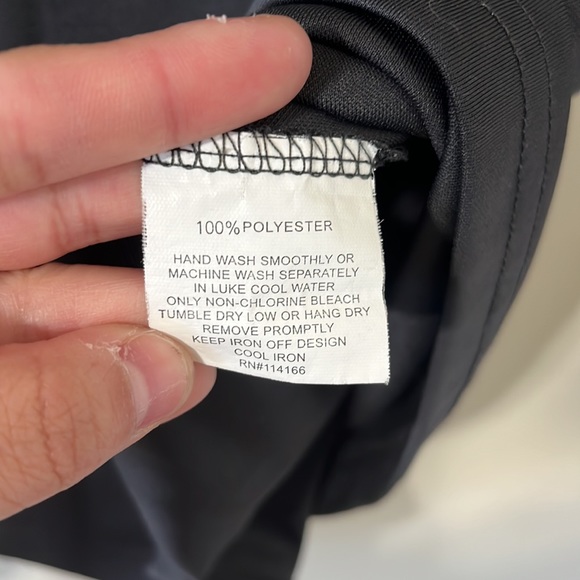 100%POLYESTER
HAND WASH SMOOTHLY OR
MACHINE WASH SEPARATELY
IN LUKE COOL WATER
ONLY NON-CHLORINE BLEACH
TUMBLE DRY LOW OR HANG DRY
REMOVE PROMPTLY
KEEP IRON OFF DESIGN
COOL IRON
RN#114166